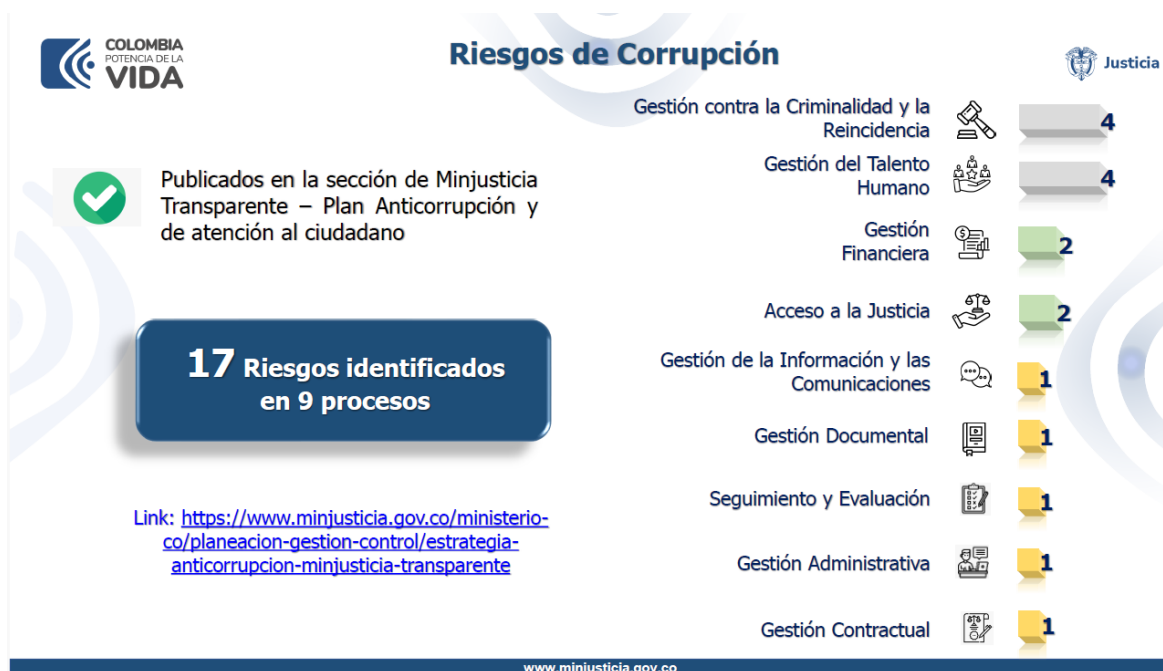 COLOMBIA
POTENCIA DE LA
VIDA
Riesgos de Corrupción
Justicia
Publicados en la sección de Minjusticia
Transparente – Plan Anticorrupción y
de atención al ciudadano
17 Riesgos identificados
en 9 procesos
Link: https://www.minjusticia.gov.co/ministerio-
co/planeacion-gestion-control/estrategia-
anticorrupcion-minjusticia-transparente
Gestión contra la Criminalidad y la
Reincidencia
4
Gestión del Talento
Humano
4
Gestión
Financiera
2
Acceso a la Justicia
2
Gestión de la Información y las
Comunicaciones
1
Gestión Documental
1
Seguimiento y Evaluación
1
Gestión Administrativa
1
Gestión Contractual
1
www.minjusticia.gov.co